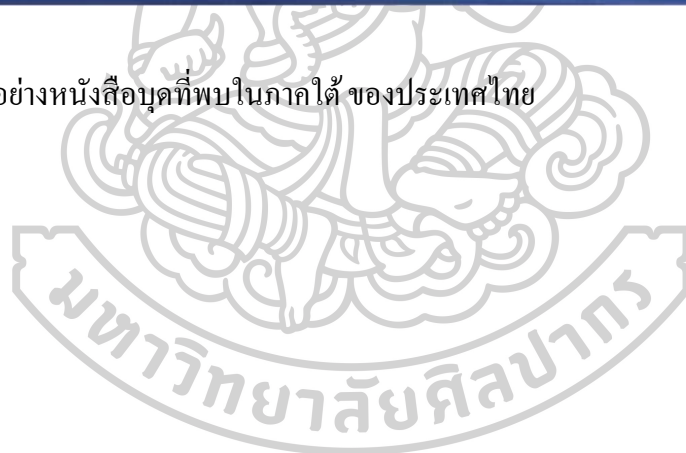 อย่างหนังสือบุดที่พบในภาคใต้ ของประเทศไทย
มหาวิทยาลัยศิลปากร